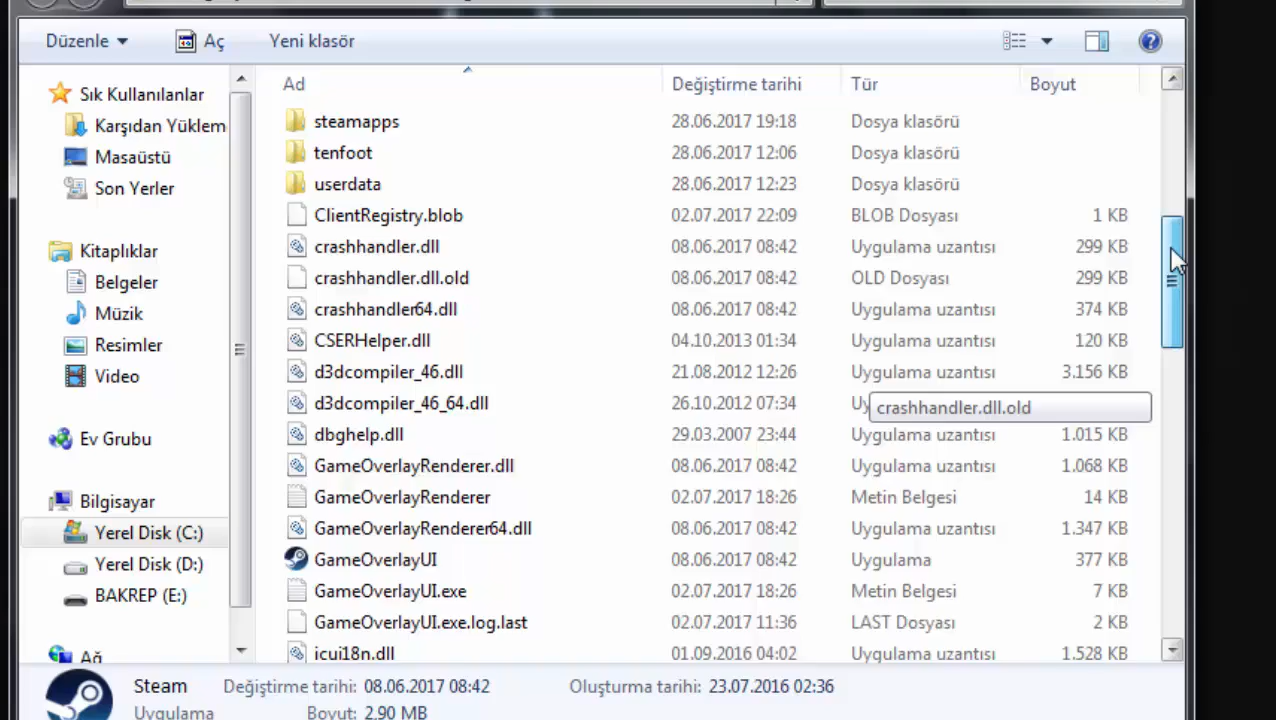 Düzenle Aç Yeni klasör
Sık Kullanılanlar
Karşıdan Yüklem
Masaüstü
Son Yerler
Kitaplıklar
Belgeler
Müzik
Resimler
Video
Ev Grubu
Bilgisayar
Yerel Disk (C:)
Yerel Disk (D:)
BAKREP (E:)
Ağ
Ad Değiştirme tarihi Tür Boyut
steamapps 28.06.2017 19:18 Dosya klasörü
tenfoot 28.06.2017 12:06 Dosya klasörü
userdata 28.06.2017 12:23 Dosya klasörü
ClientRegistry.blob 02.07.2017 22:09 BLOB Dosyası 1 KB
crashhandler.dll 08.06.2017 08:42 Uygulama uzantısı 299 KB
crashhandler.dll.old 08.06.2017 08:42 OLD Dosyası 299 KB
crashhandler64.dll 08.06.2017 08:42 Uygulama uzantısı 374 KB
CSERHelper.dll 04.10.2013 01:34 Uygulama uzantısı 120 KB
d3dcompiler_46.dll 21.08.2012 12:26 Uygulama uzantısı 3.156 KB
d3dcompiler_46_64.dll 26.10.2012 07:34 Uy crashhandler.dll.old
dbghelp.dll 29.03.2007 23:44 Uygulama uzantısı 1.015 KB
GameOverlayRenderer.dll 08.06.2017 08:42 Uygulama uzantısı 1.068 KB
GameOverlayRenderer 02.07.2017 18:26 Metin Belgesi 14 KB
GameOverlayRenderer64.dll 08.06.2017 08:42 Uygulama uzantısı 1.347 KB
GameOverlayUI 08.06.2017 08:42 Uygulama 377 KB
GameOverlayUI.exe 02.07.2017 18:26 Metin Belgesi 7 KB
GameOverlayUI.exe.log.last 02.07.2017 11:36 LAST Dosyası 2 KB
icui18n.dll 01.09.2016 04:02 Uygulama uzantısı 1.528 KB
Steam Değiştirme tarihi: 08.06.2017 08:42 Oluşturma tarihi: 23.07.2016 02:36
Uygulama Boyut: 2,90 MB